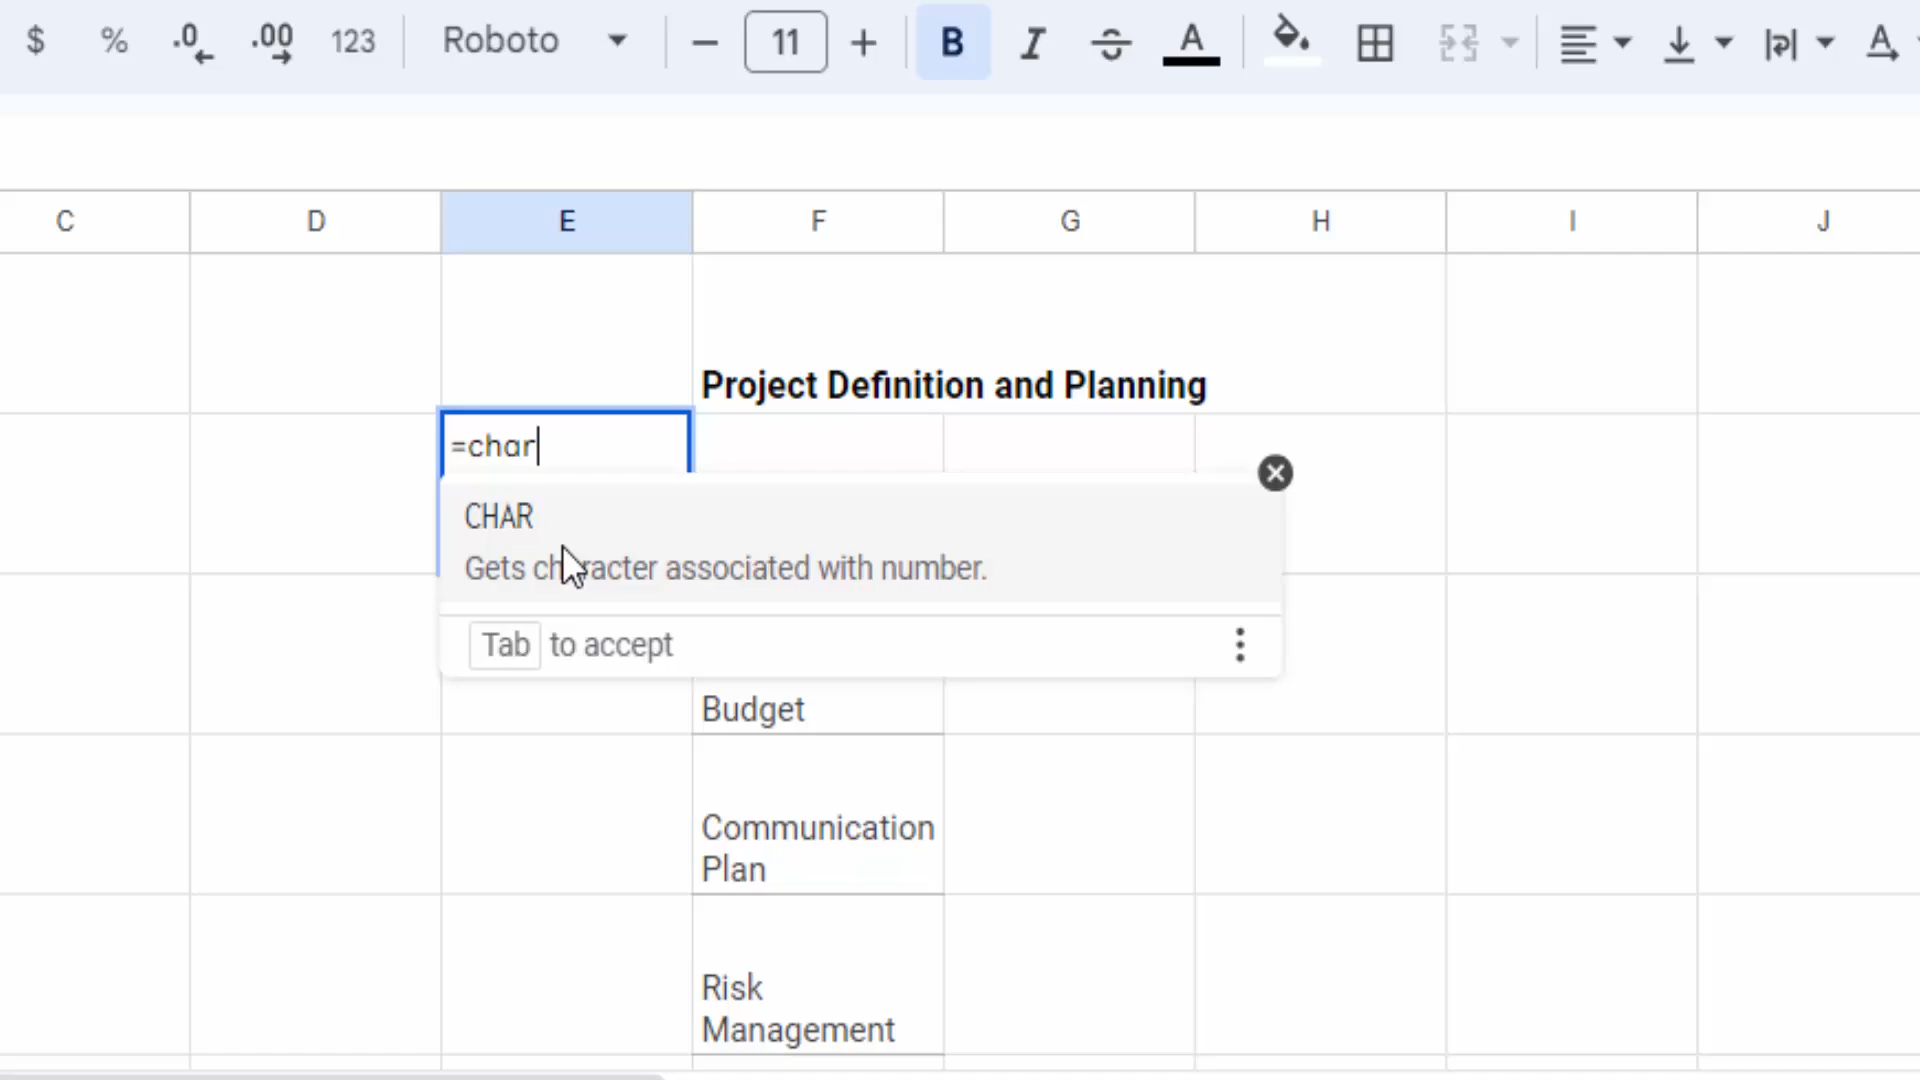 $ % .0 .00 123 Roboto 11 B I S A A
C D E F G H I J
Project Definition and Planning
=char
CHAR
Gets character associated with number.
Tab to accept
Budget
Communication
Plan
Risk
Management